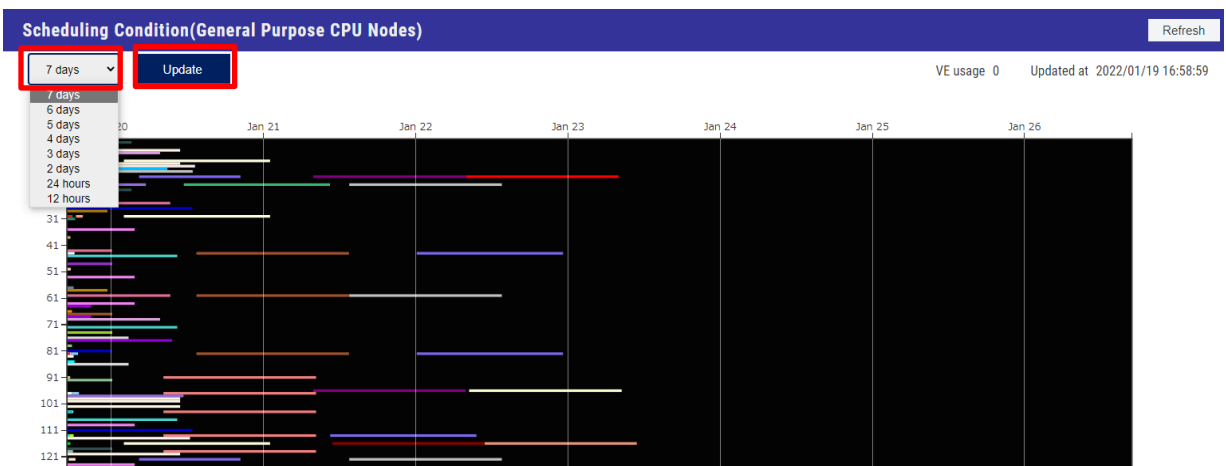 Scheduling Condition(General Purpose CPU Nodes)
Refresh
7 days
Update
VE usage 0
Updated at 2022/01/19 16:58:59
7 days
6 days
5 days
4 days
3 days
2 days
24 hours
12 hours
20
Jan 21
Jan 22
Jan 23
Jan 24
Jan 25
Jan 26
31
41
51
61
71
81
91
101
111
121